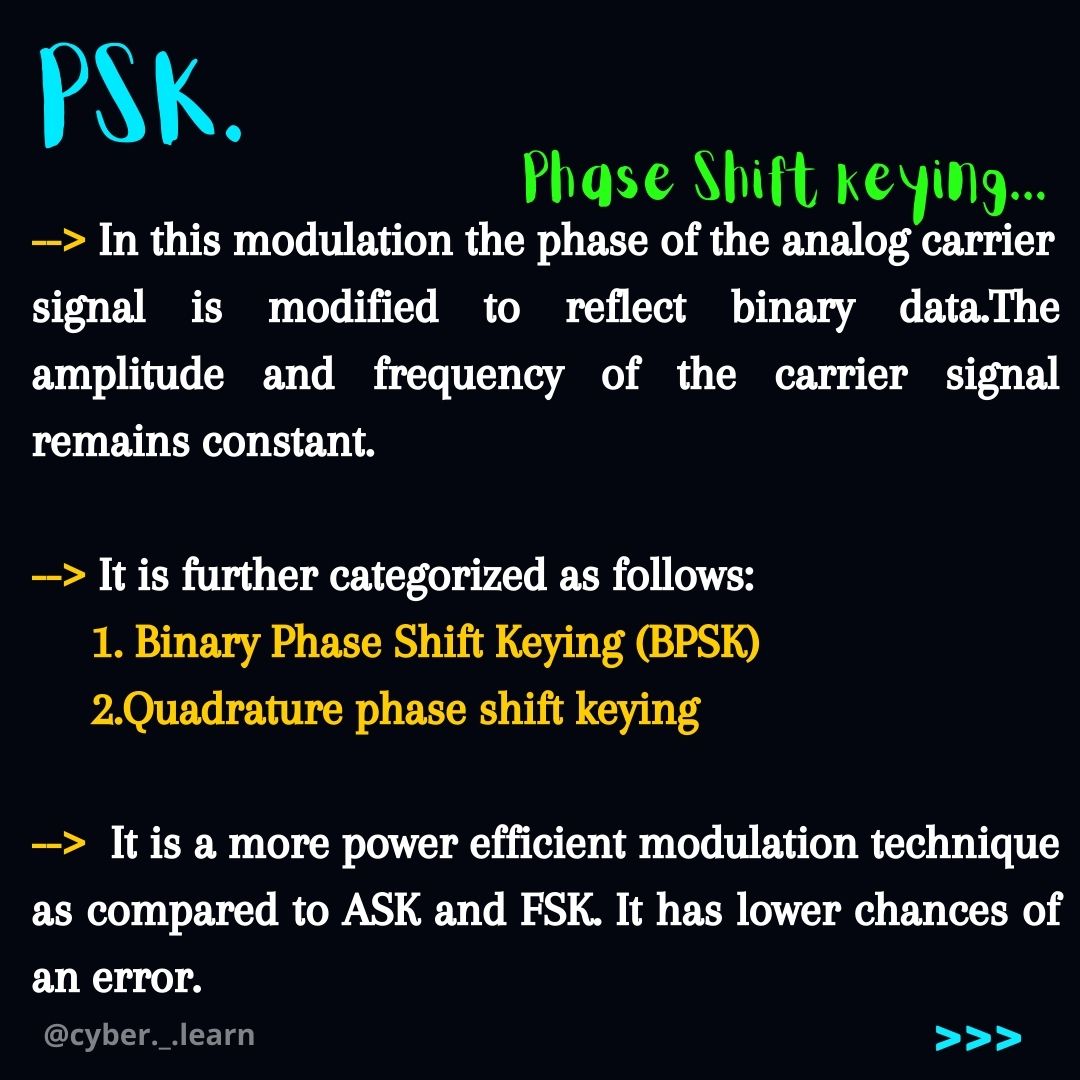 PSK.
Phase Shift keying...
--> In this modulation the phase of the analog carrier
signal is modified to reflect binary data.The
amplitude and frequency of the carrier signal
remains constant.
--> It is further categorized as follows:
1. Binary Phase Shift Keying (BPSK)
2.Quadrature phase shift keying
--> It is a more power efficient modulation technique
as compared to ASK and FSK. It has lower chances of
an error.
@cyber._.learn
>>>